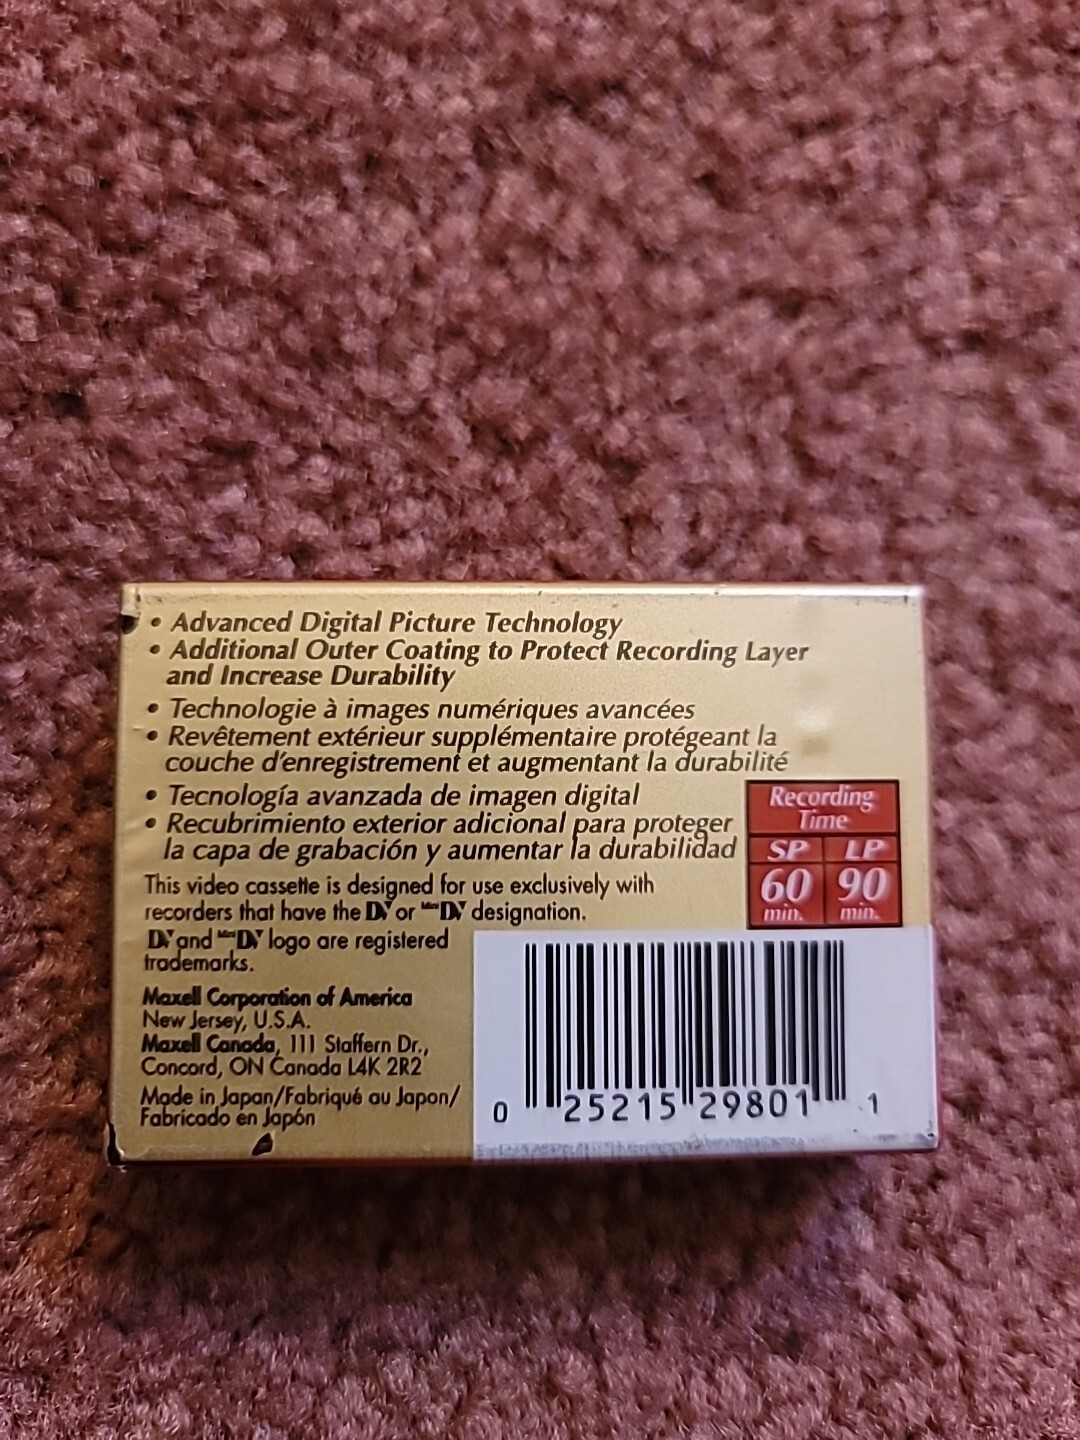 • Advanced Digital Picture Technology
• Additional Outer Coating to Protect Recording Layer
and Increase Durability
• Technologie à images numériques avancées
• Revêtement extérieur supplémentaire protégeant la
couche d'enregistrement et augmentant la durabilité
• Tecnología avanzada de imagen digital
• Recubrimiento exterior adicional para proteger
la capa de grabación y aumentar la durabilidad
Recording
Time
SP LP
60 90
min. min.
This video cassette is designed for use exclusively with
recorders that have the DV or Mini DV designation.
DV and Mini DV logo are registered
trademarks.
Maxell Corporation of America
New Jersey, U.S.A.
Maxell Canada, 111 Staffern Dr.,
Concord, ON Canada L4K 2R2
Made in Japan/Fabriqué au Japon/
Fabricado en Japón
0 25215 29801 1